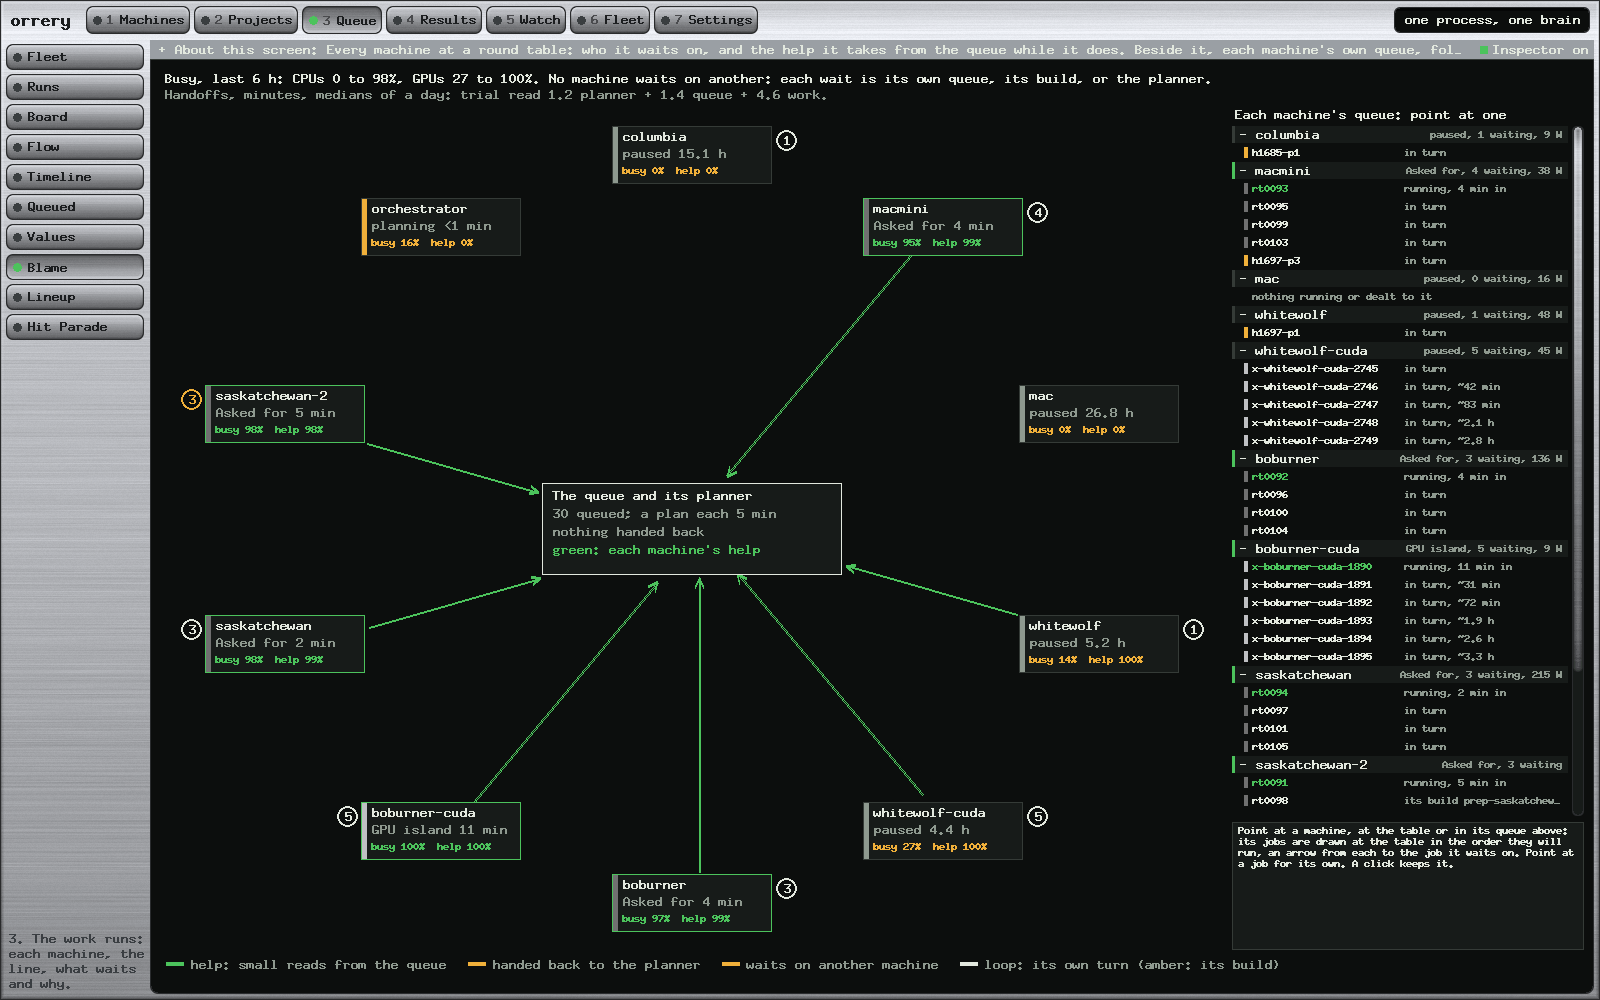 orrery
1 Machines
2 Projects
3 Queue
4 Results
5 Watch
6 Fleet
7 Settings
one process, one brain
Fleet
Runs
Board
Flow
Timeline
Queued
Values
Blame
Lineup
Hit Parade
3. The work runs:
each machine, the
line, what waits
and why.
+ About this screen: Every machine at a round table: who it waits on, and the help it takes from the queue while it does. Beside it, each machine's own queue, fol…
Inspector on
Busy, last 6 h: CPUs 0 to 98%, GPUs 27 to 100%. No machine waits on another: each wait is its own queue, its build, or the planner.
Handoffs, minutes, medians of a day: trial read 1.2 planner + 1.4 queue + 4.6 work.
columbia
paused 15.1 h
busy 0% help 0%
1
orchestrator
planning <1 min
busy 16% help 0%
macmini
Asked for 4 min
busy 95% help 99%
4
saskatchewan-2
Asked for 5 min
busy 98% help 98%
3
mac
paused 26.8 h
busy 0% help 0%
The queue and its planner
30 queued; a plan each 5 min
nothing handed back
green: each machine's help
saskatchewan
Asked for 2 min
busy 98% help 99%
3
whitewolf
paused 5.2 h
busy 14% help 100%
1
boburner-cuda
GPU island 11 min
busy 100% help 100%
5
whitewolf-cuda
paused 4.4 h
busy 27% help 100%
5
boburner
Asked for 4 min
busy 97% help 99%
3
help: small reads from the queue
handed back to the planner
waits on another machine
loop: its own turn (amber: its build)
Each machine's queue: point at one
– columbia paused, 1 waiting, 9 W
h1685-p1 in turn
– macmini Asked for, 4 waiting, 38 W
rt0093 running, 4 min in
rt0095 in turn
rt0099 in turn
rt0103 in turn
h1697-p3 in turn
– mac paused, 0 waiting, 16 W
nothing running or dealt to it
– whitewolf paused, 1 waiting, 48 W
h1697-p1 in turn
– whitewolf-cuda paused, 5 waiting, 45 W
x-whitewolf-cuda-2745 in turn
x-whitewolf-cuda-2746 in turn, ~42 min
x-whitewolf-cuda-2747 in turn, ~83 min
x-whitewolf-cuda-2748 in turn, ~2.1 h
x-whitewolf-cuda-2749 in turn, ~2.8 h
– boburner Asked for, 3 waiting, 136 W
rt0092 running, 4 min in
rt0096 in turn
rt0100 in turn
rt0104 in turn
– boburner-cuda GPU island, 5 waiting, 9 W
x-boburner-cuda-1890 running, 11 min in
x-boburner-cuda-1891 in turn, ~31 min
x-boburner-cuda-1892 in turn, ~72 min
x-boburner-cuda-1893 in turn, ~1.9 h
x-boburner-cuda-1894 in turn, ~2.6 h
x-boburner-cuda-1895 in turn, ~3.3 h
– saskatchewan Asked for, 3 waiting, 215 W
rt0094 running, 2 min in
rt0097 in turn
rt0101 in turn
rt0105 in turn
– saskatchewan-2 Asked for, 3 waiting
rt0091 running, 5 min in
rt0098 its build prep-saskatchew…
Point at a machine, at the table or in its queue above:
its jobs are drawn at the table in the order they will
run, an arrow from each to the job it waits on. Point at
a job for its own. A click keeps it.